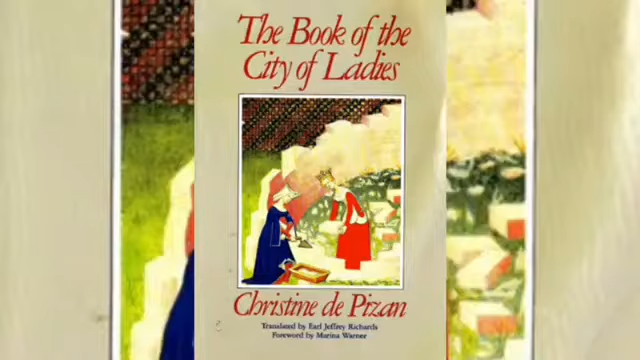 The Book of the
City of Ladies
Christine de Pizan
Translated by Earl Jeffrey Richards
Foreword by Marina Warner